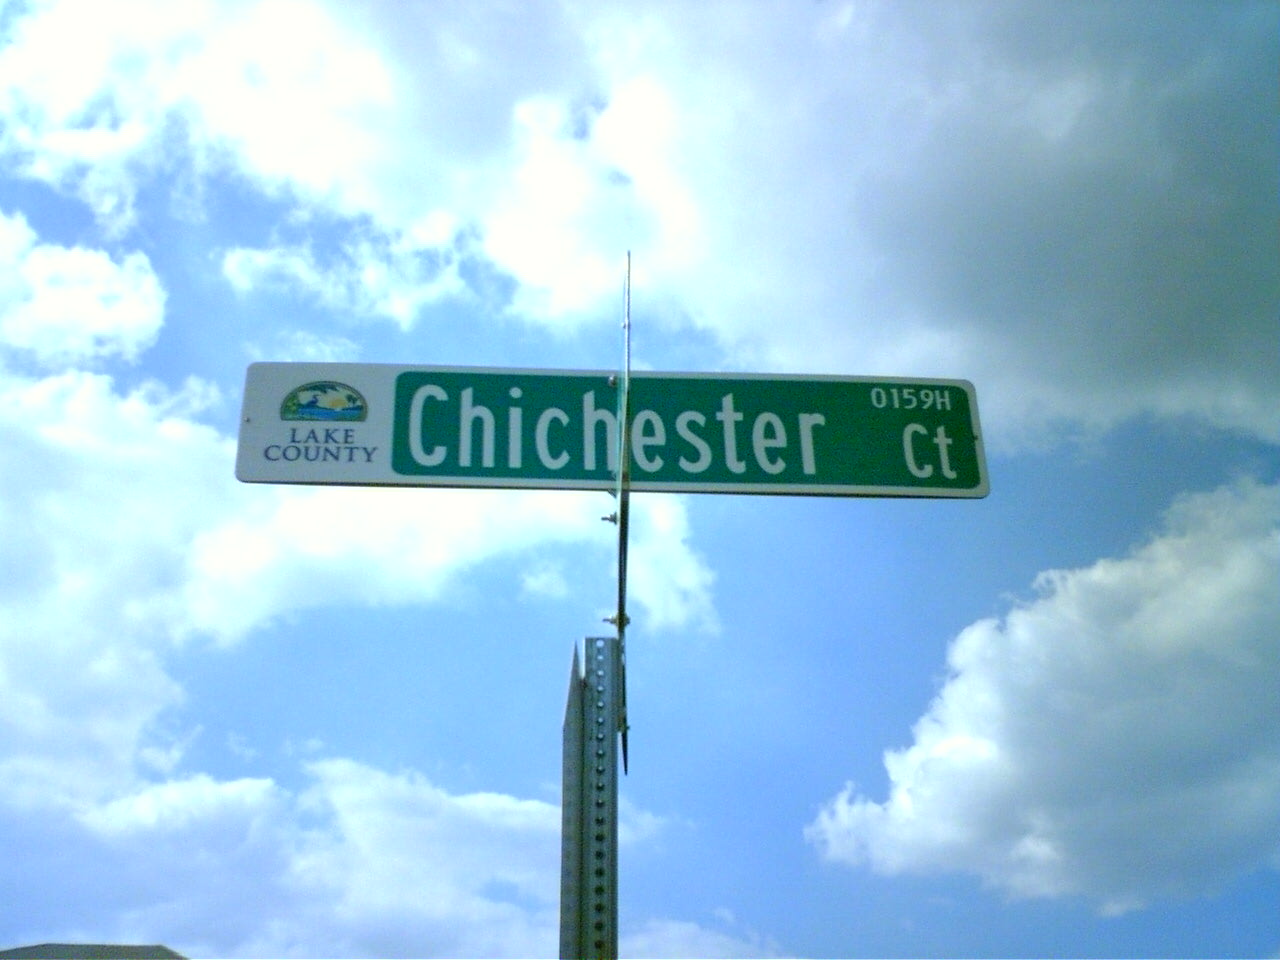 LAKE
COUNTY
Chichester Ct
0159H